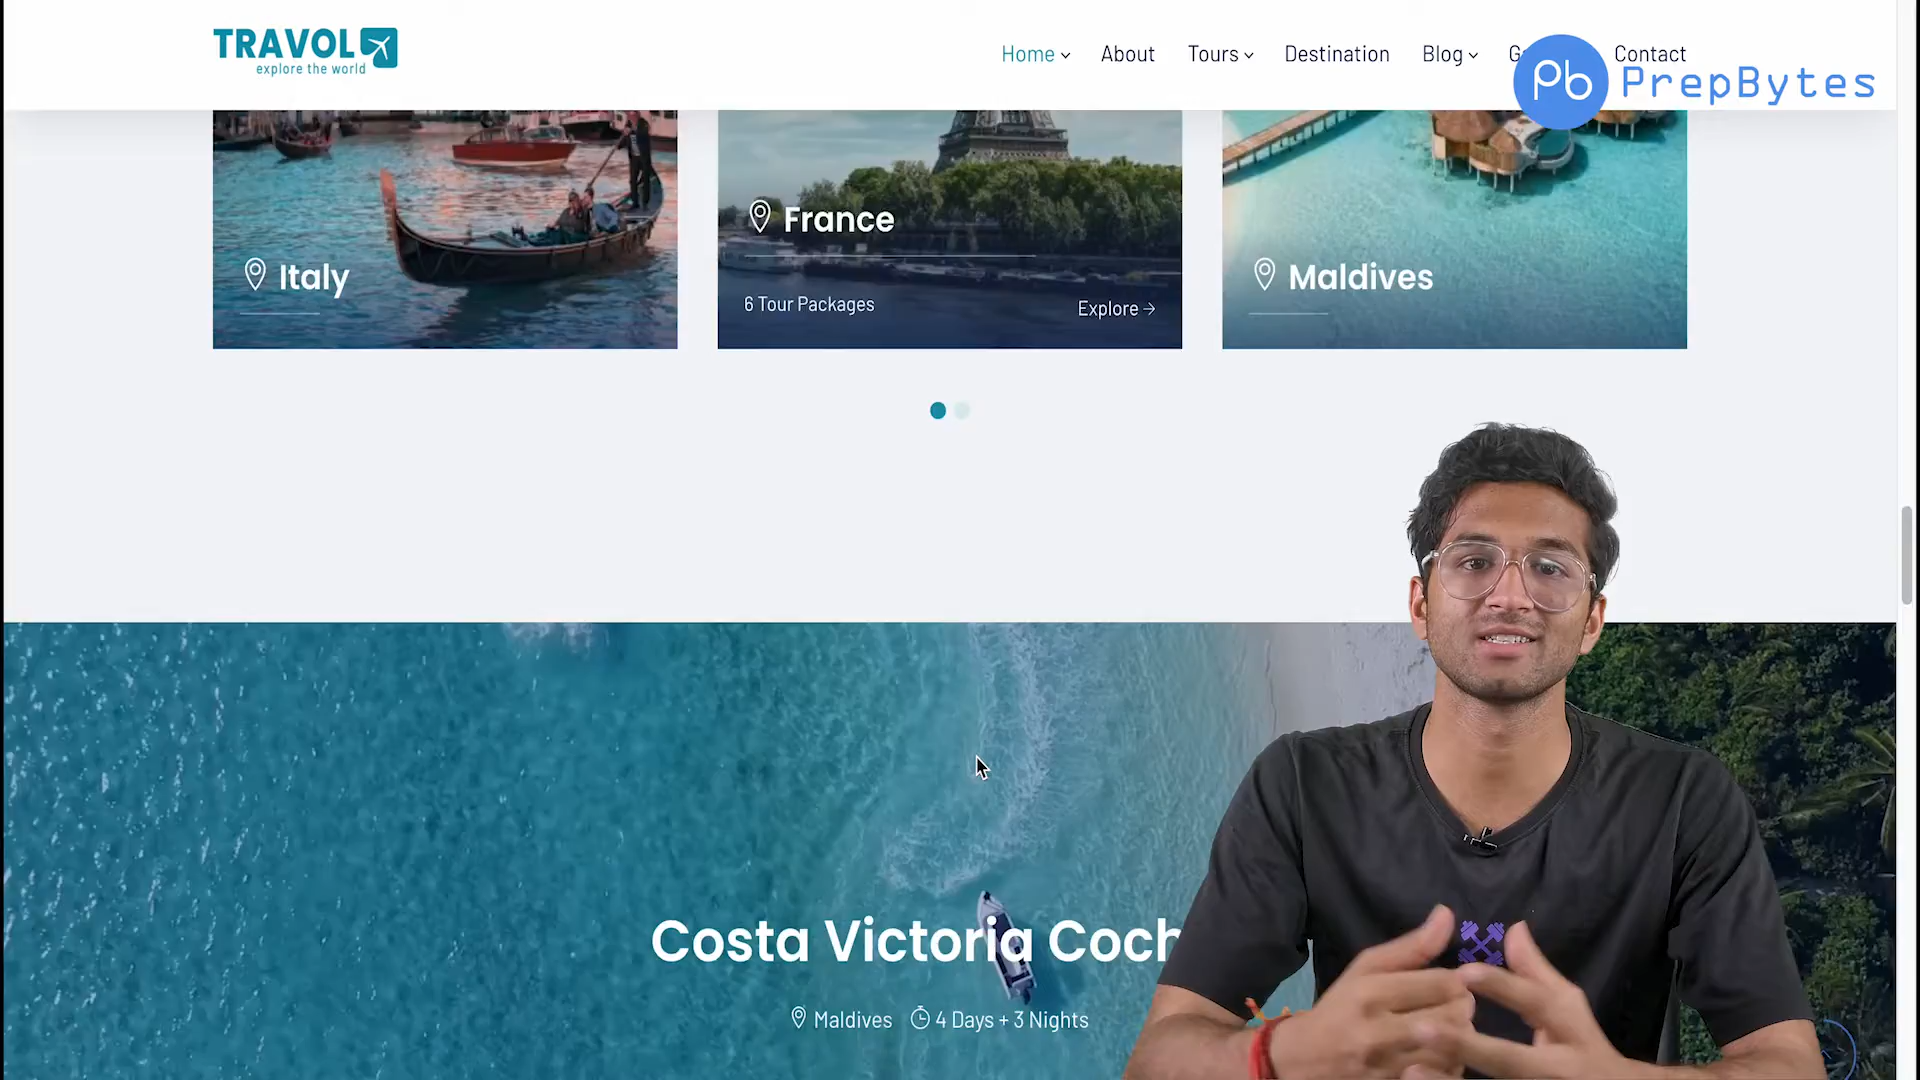 TRAVOL
explore the world
Home About Tours Destination Blog Contact
Pb PrepBytes
Italy
France
6 Tour Packages
Explore →
Maldives
Costa Victoria
Maldives 4 Days + 3 Nights